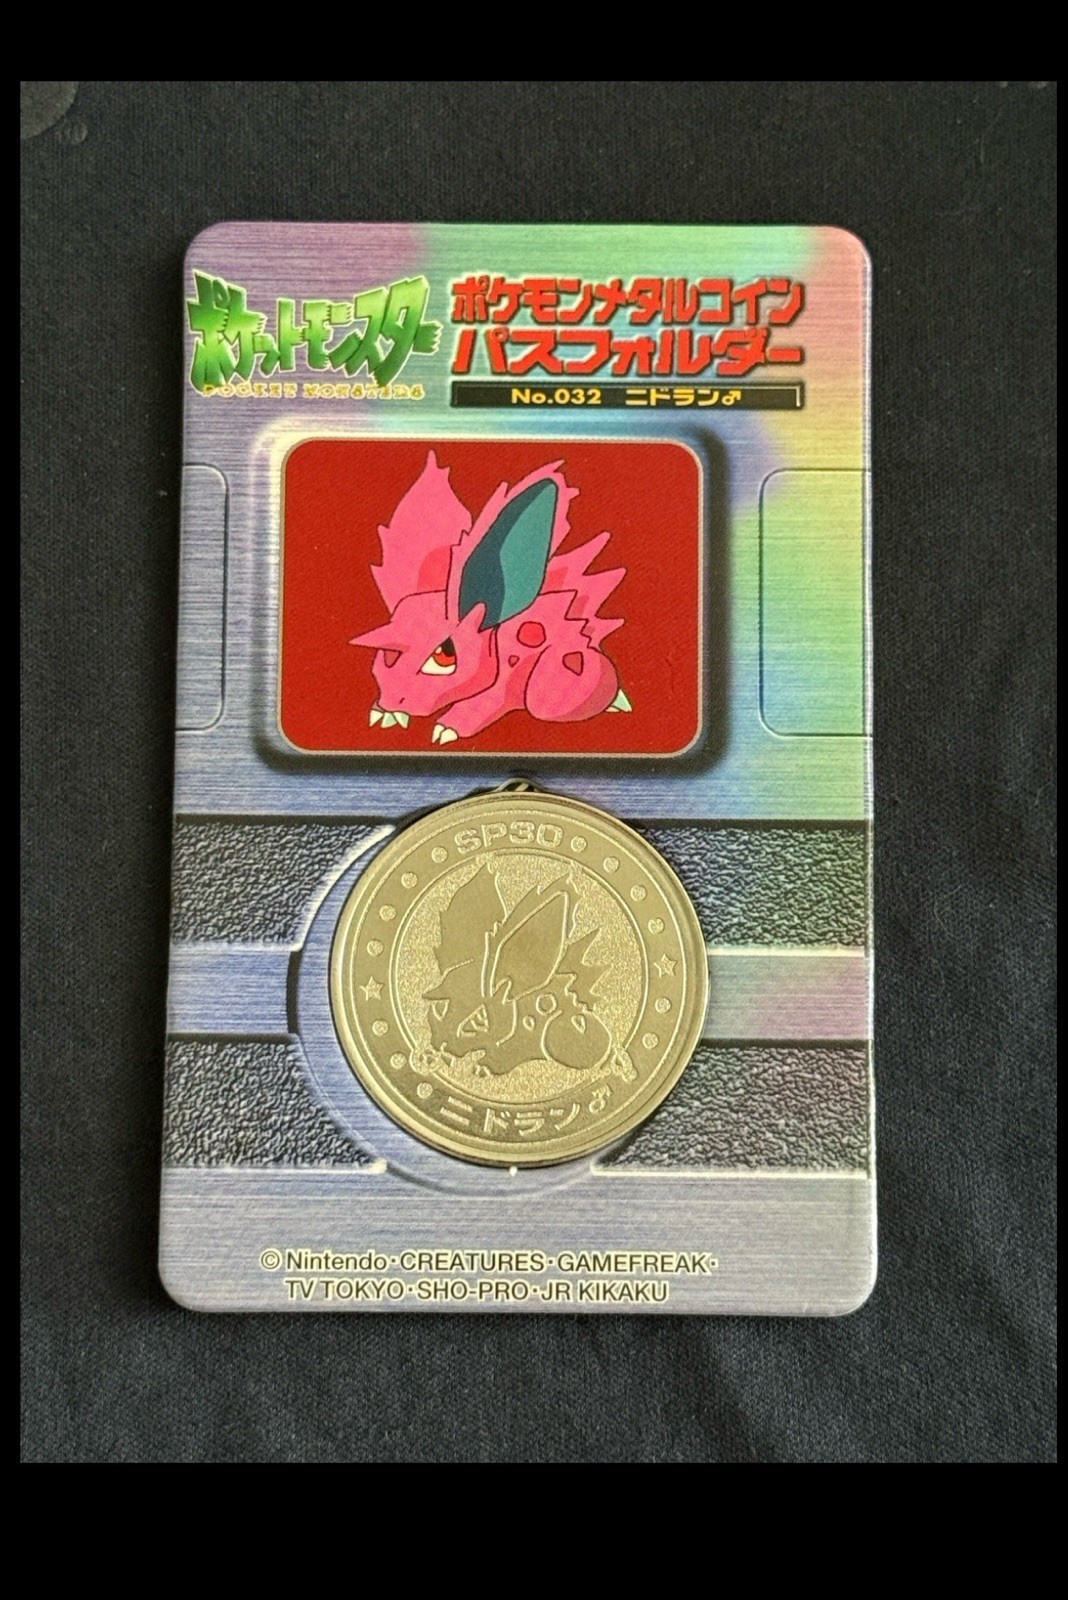 ポケットモンスター
POCKET MONSTERS
ポケモンメタルコイン
パスフォルダー
No.032 ニドラン♂
SP30
ニドラン♂
© Nintendo・CREATURES・GAMEFREAK・
TV TOKYO・SHO-PRO・JR KIKAKU